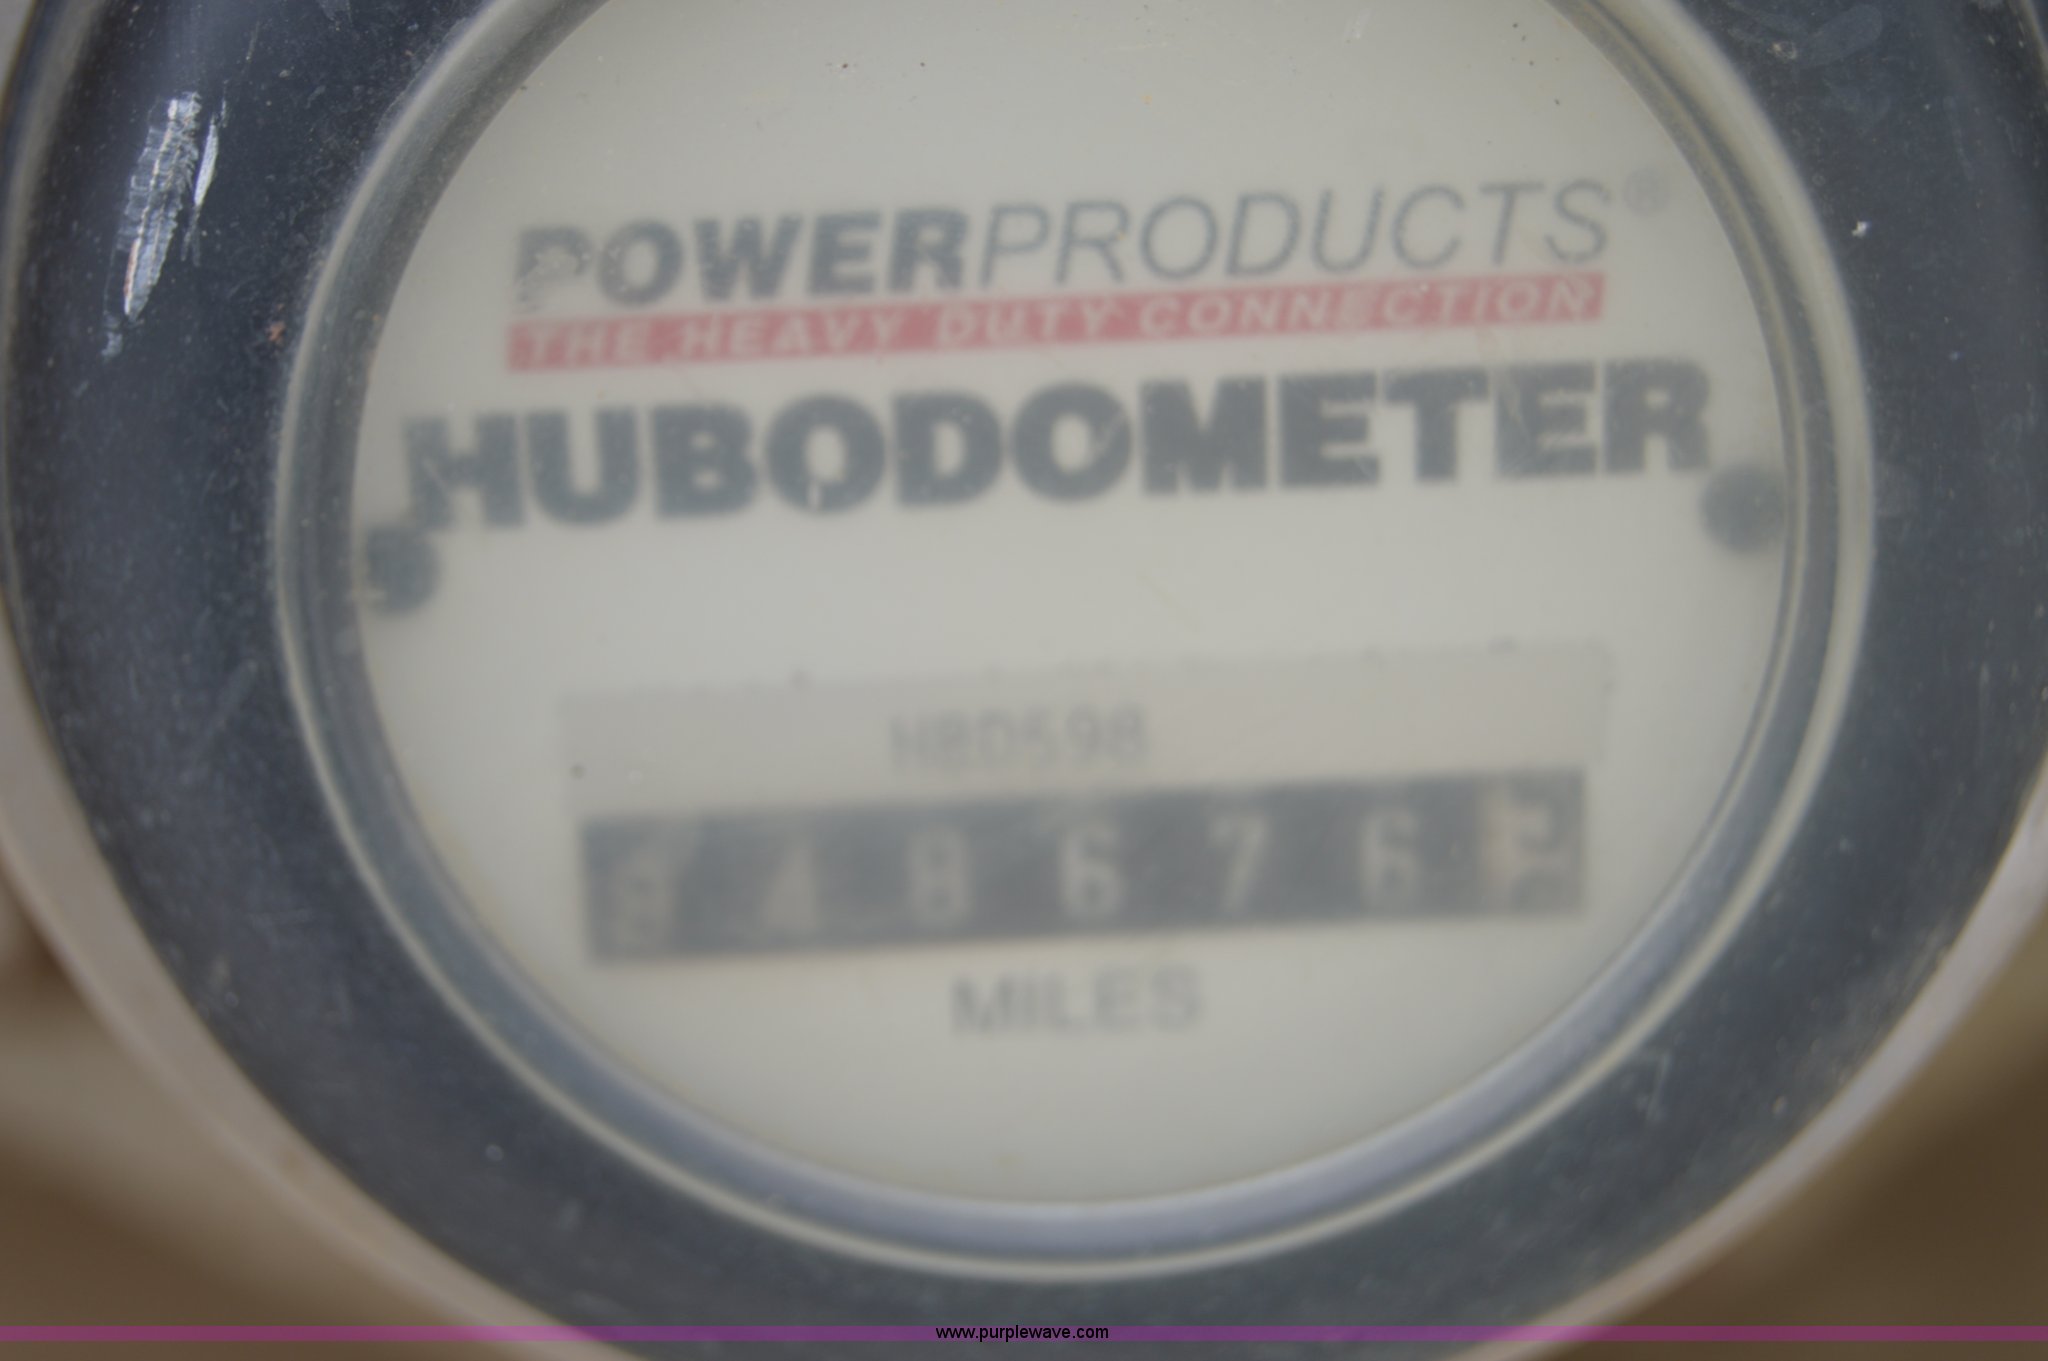 POWERPRODUCTS®
THE HEAVY DUTY CONNECTION
HUBODOMETER
HBD598
MILES
www.purplewave.com